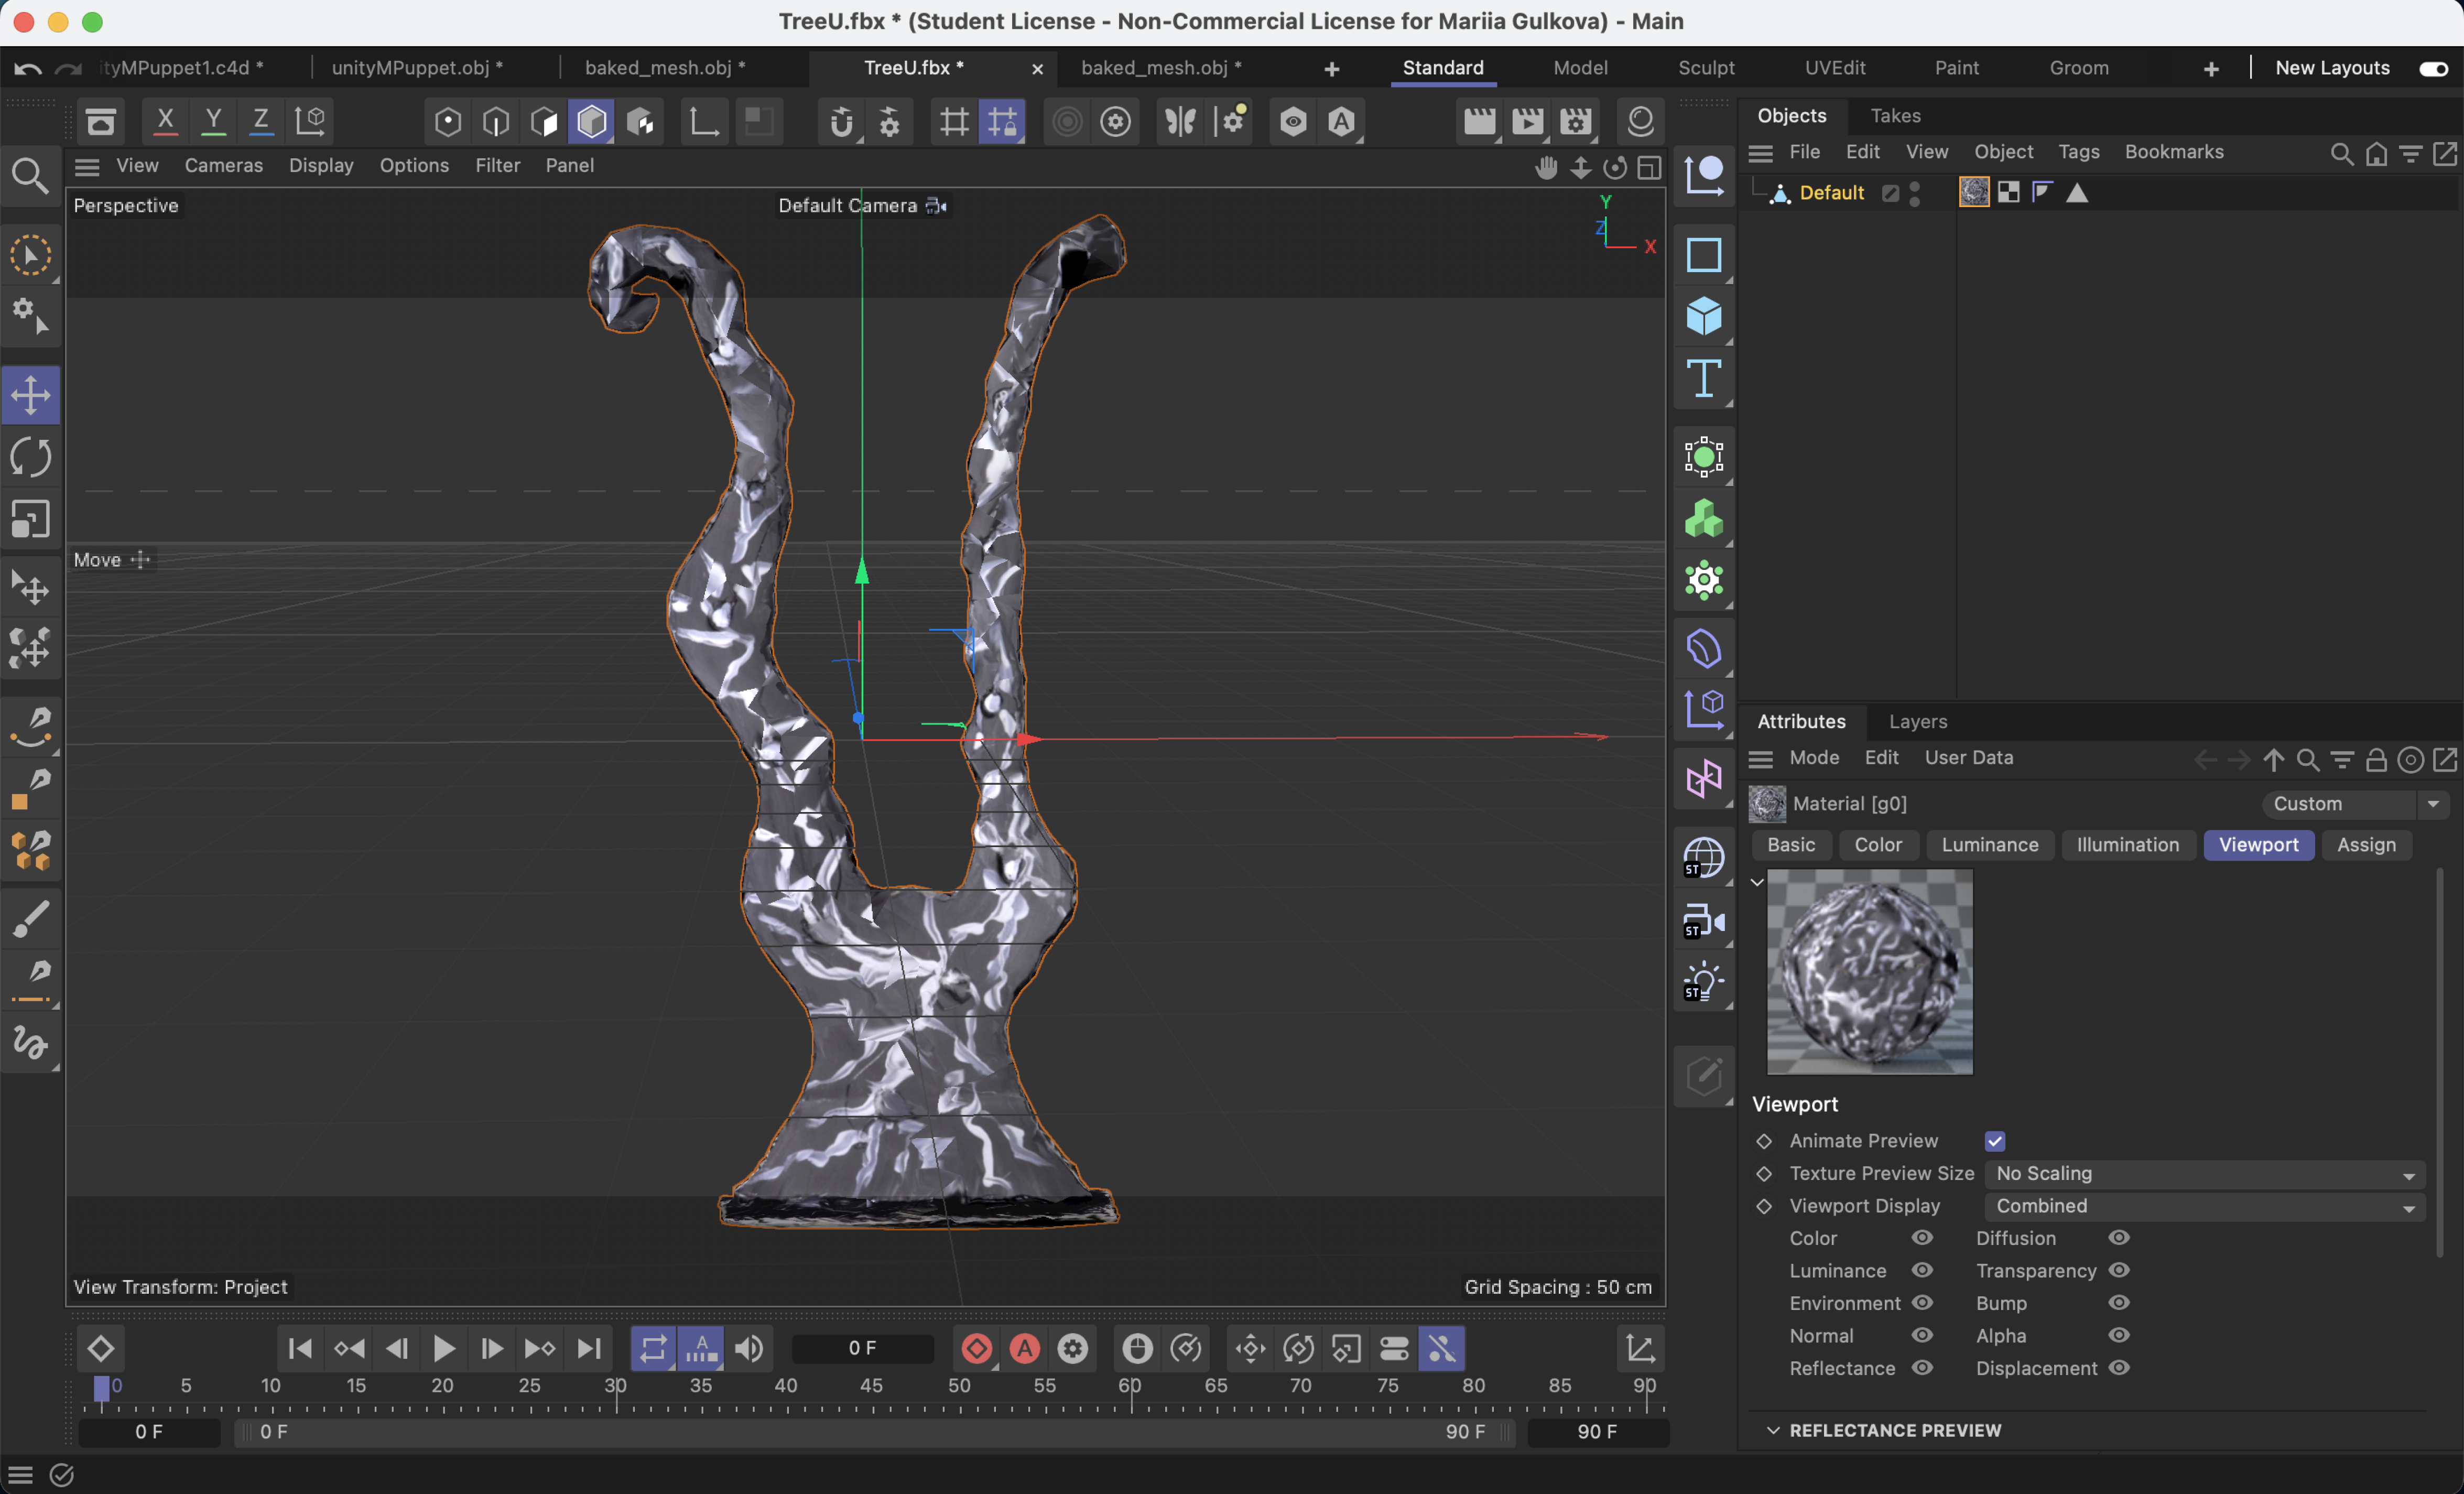 TreeU.fbx * (Student License - Non-Commercial License for Mariia Gulkova) - Main
ityMPuppet1.c4d *
unityMPuppet.obj *
baked_mesh.obj *
TreeU.fbx *
baked_mesh.obj *
Standard
Model
Sculpt
UVEdit
Paint
Groom
New Layouts
X Y Z
A
Objects Takes
View Cameras Display Options Filter Panel
File Edit View Object Tags Bookmarks
Perspective
Default Camera
Y
Z
X
Default
Move
T
ST
ST
ST
Attributes Layers
Mode Edit User Data
Material [g0]
Custom
Basic Color Luminance Illumination Viewport Assign
Viewport
Animate Preview
Texture Preview Size No Scaling
Viewport Display Combined
Color Diffusion
Luminance Transparency
Environment Bump
Normal Alpha
Reflectance Displacement
REFLECTANCE PREVIEW
View Transform: Project
Grid Spacing : 50 cm
A
0 F
A
0 5 10 15 20 25 30 35 40 45 50 55 60 65 70 75 80 85 90
0 F
0 F
90 F
90 F